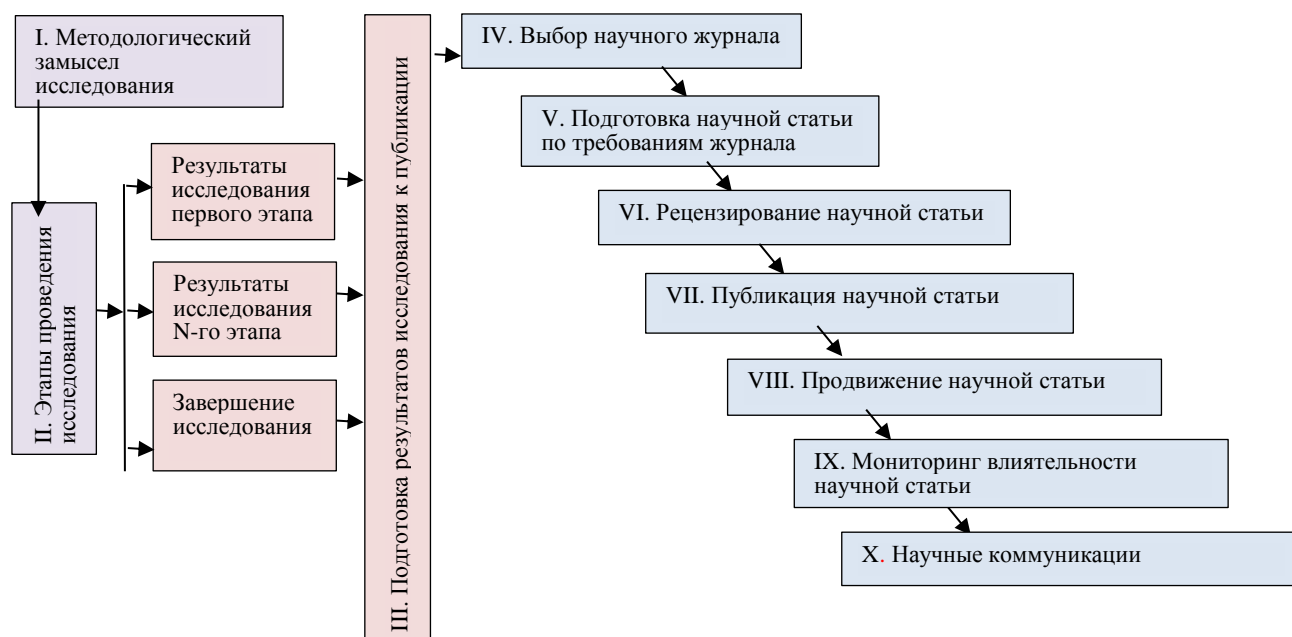 I. Методологический
замысел
исследования
II. Этапы проведения
исследования
Результаты
исследования
первого этапа
Результаты
исследования
N-го этапа
Завершение
исследования
III. Подготовка результатов исследования к публикации
IV. Выбор научного журнала
V. Подготовка научной статьи
по требованиям журнала
VI. Рецензирование научной статьи
VII. Публикация научной статьи
VIII. Продвижение научной статьи
IX. Мониторинг влиятельности
научной статьи
X. Научные коммуникации